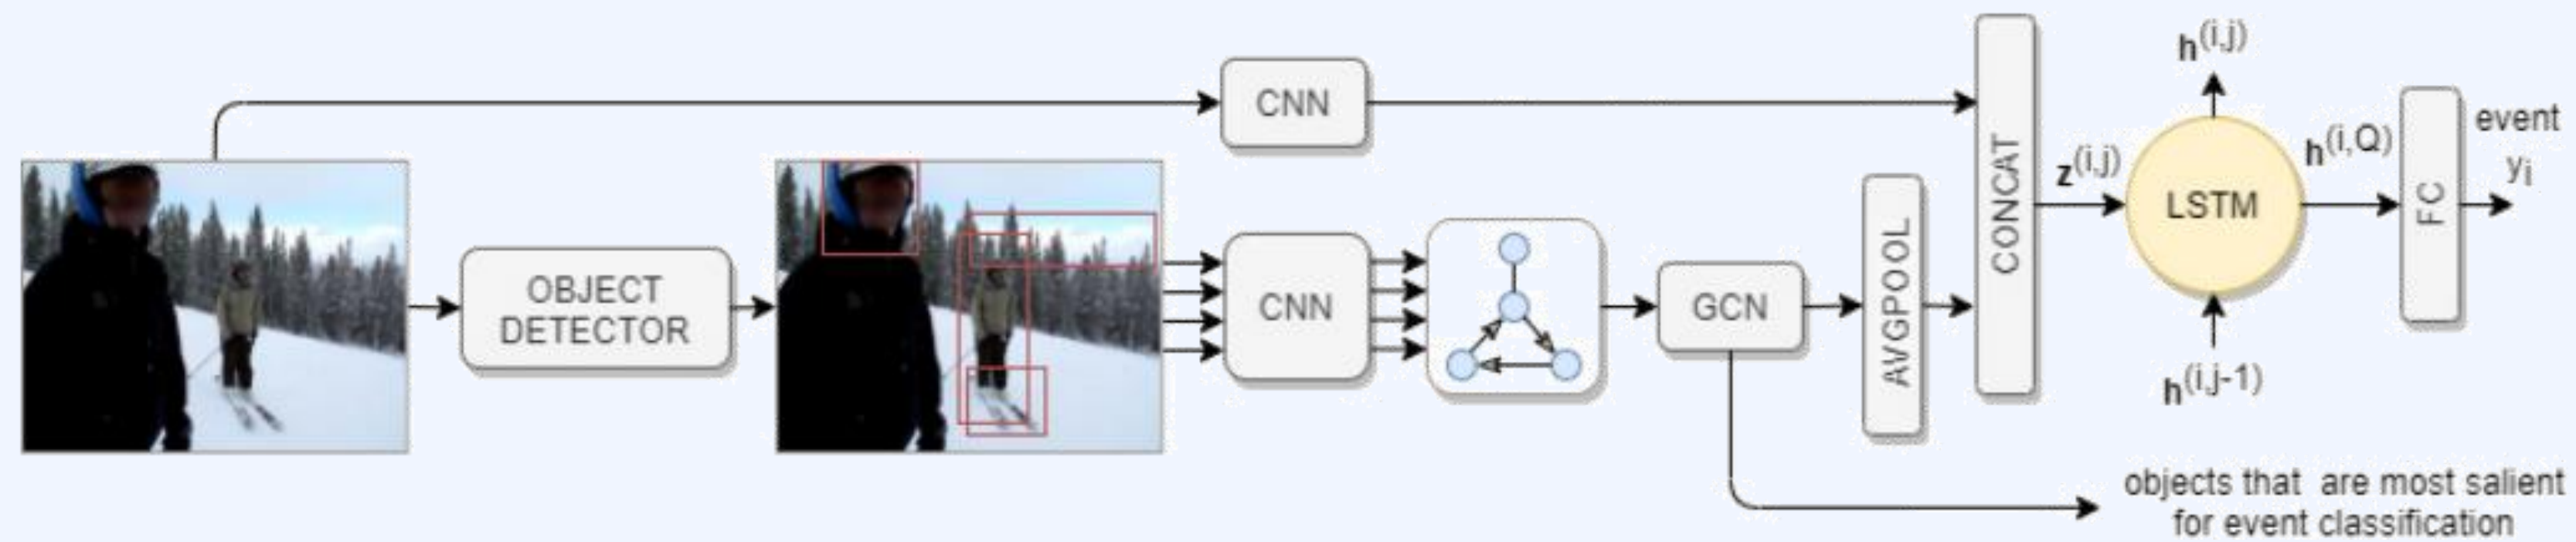 CNN
OBJECT
DETECTOR
CNN
GCN
AVGPOOL
CONCAT
z(i,j)
h(i,j)
LSTM
h(i,j-1)
h(i,Q)
FC
event
yi
objects that are most salient
for event classification